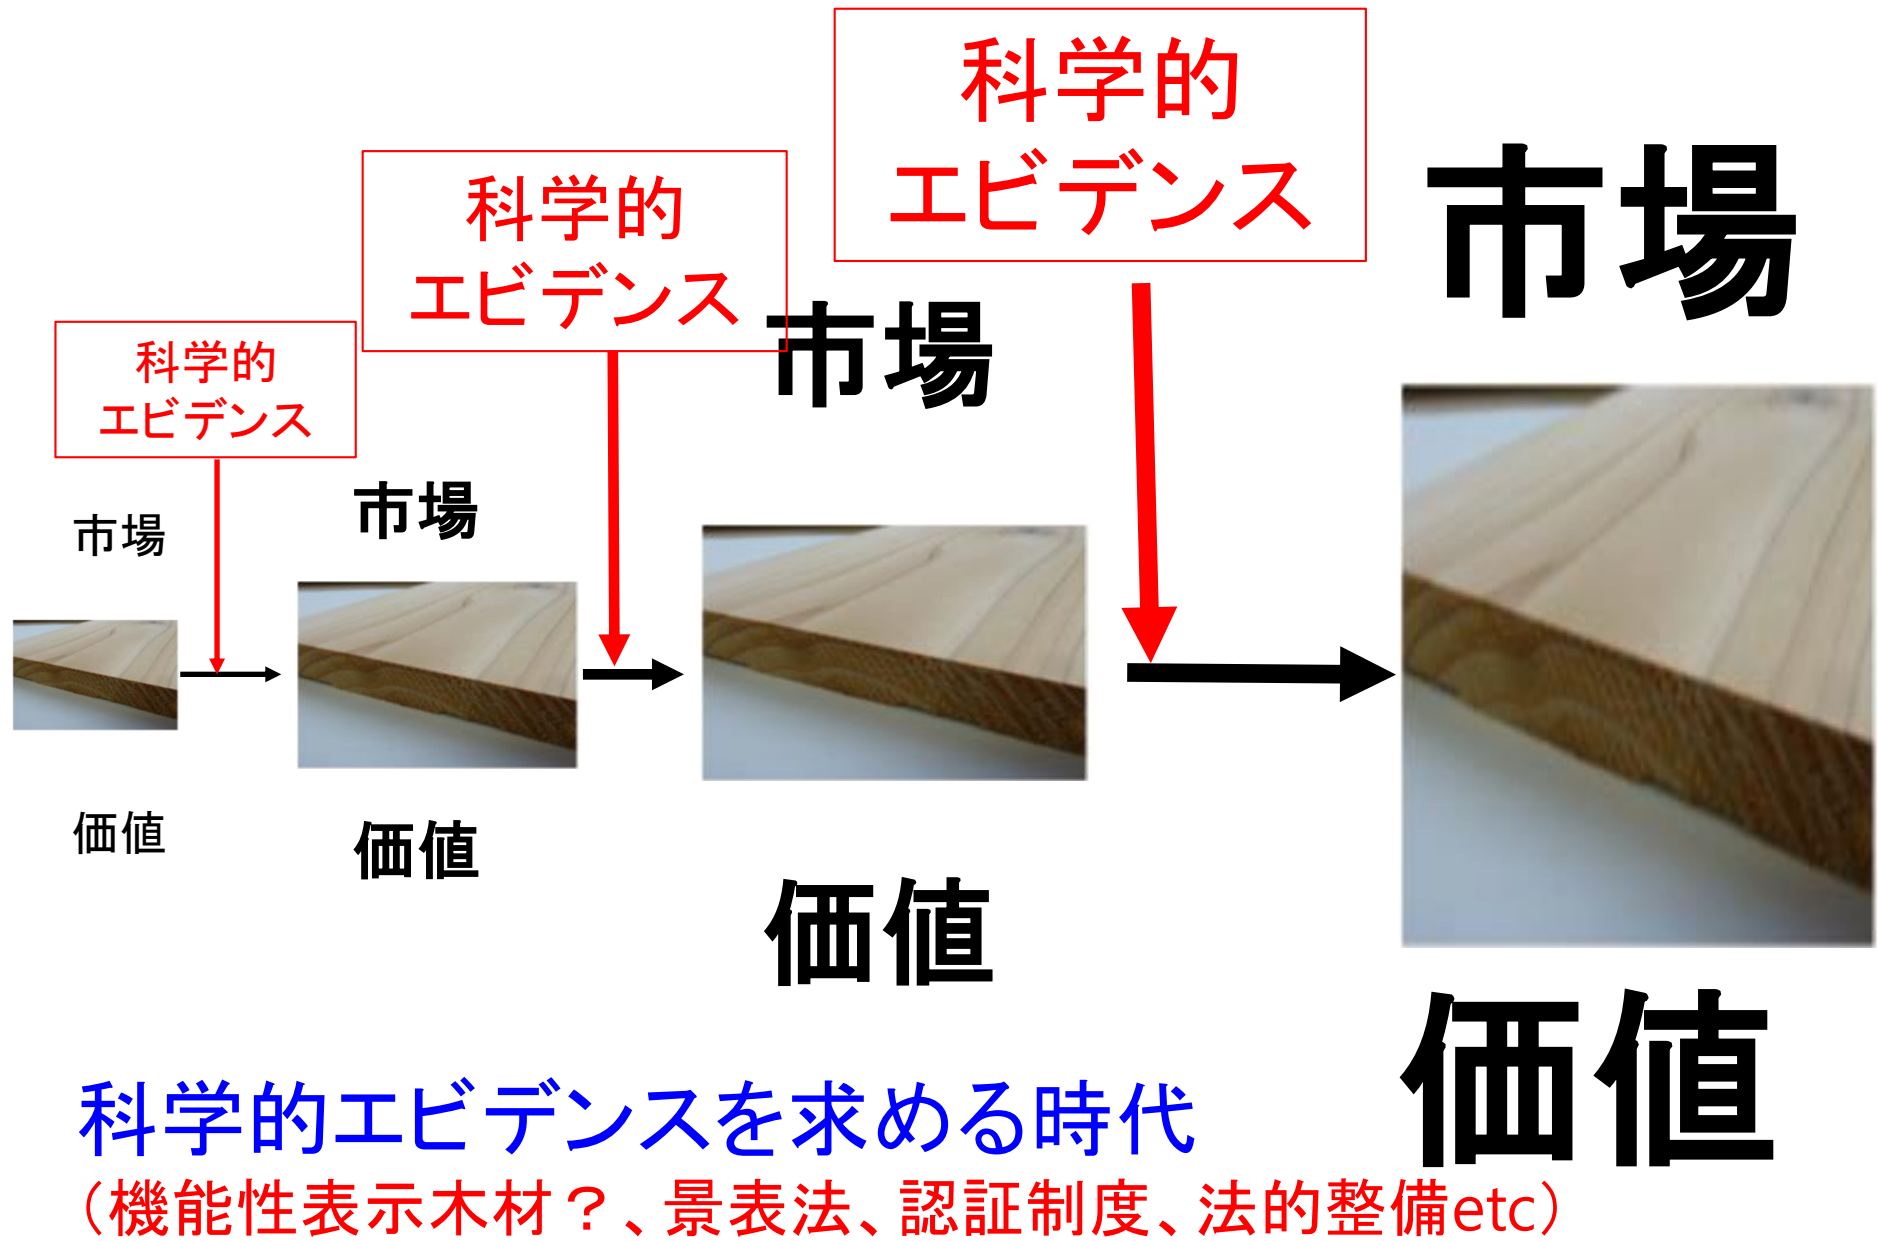 科学的
エビデンス
市場
価値
科学的
エビデンス
市場
価値
科学的
エビデンス
市場
価値
市場
価値
科学的エビデンスを求める時代
（機能性表示木材？、景表法、認証制度、法的整備etc）